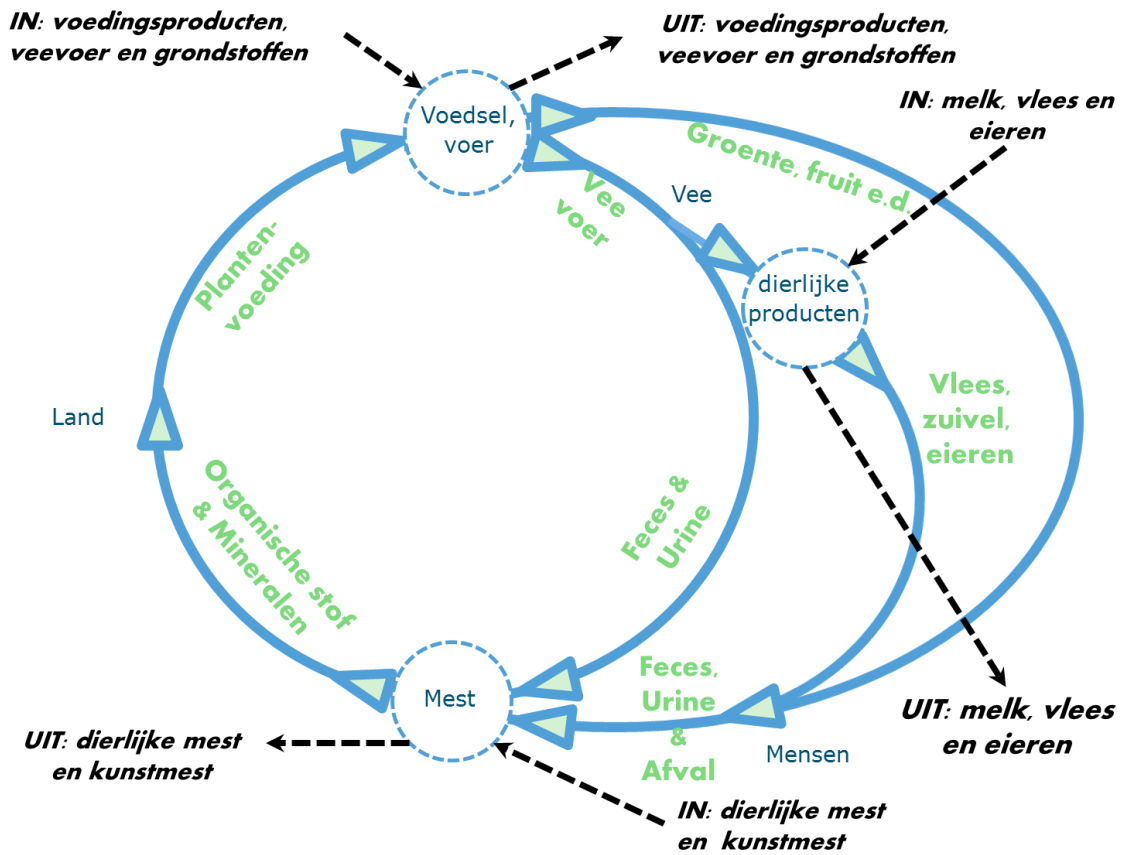 IN: voedingsproducten,
veevoer en grondstoffen
UIT: voedingsproducten,
veevoer en grondstoffen
IN: melk, vlees en
eieren
Voedsel,
voer
Groente, fruit e.d.
Vee
voer
Vee
Planten-
voeding
dierlijke
producten
Vlees,
zuivel,
eieren
Land
Organische stof
& Mineralen
Feces &
Urine
Feces,
Urine
&
Afval
Mest
Mensen
UIT: melk, vlees
en eieren
UIT: dierlijke mest
en kunstmest
IN: dierlijke mest
en kunstmest